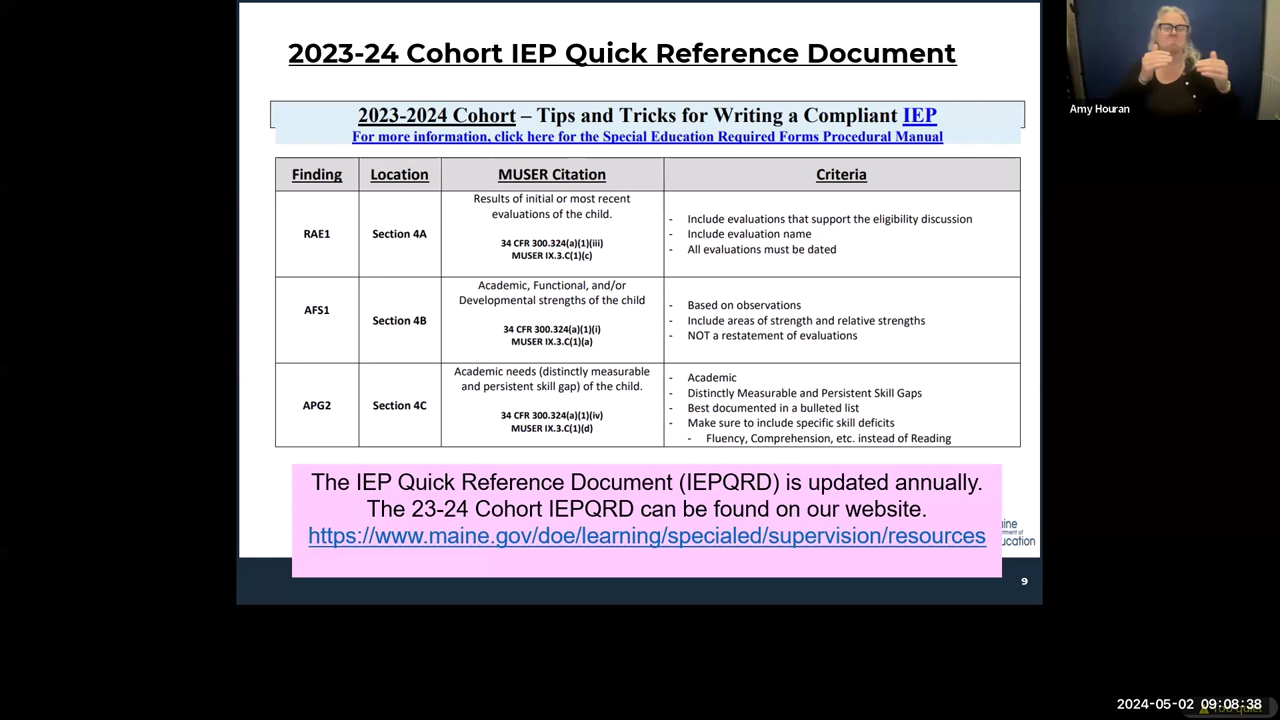 2023-24 Cohort IEP Quick Reference Document
Amy Houran
2023-2024 Cohort – Tips and Tricks for Writing a Compliant IEP
For more information, click here for the Special Education Required Forms Procedural Manual
Finding Location MUSER Citation Criteria
RAE1
Section 4A
Results of initial or most recent
evaluations of the child.
34 CFR 300.324(a)(1)(iii)
MUSER IX.3.C(1)(c)
- Include evaluations that support the eligibility discussion
- Include evaluation name
- All evaluations must be dated
AFS1
Section 4B
Academic, Functional, and/or
Developmental strengths of the child
34 CFR 300.324(a)(1)(i)
MUSER IX.3.C(1)(a)
- Based on observations
- Include areas of strength and relative strengths
- NOT a restatement of evaluations
APG2
Section 4C
Academic needs (distinctly measurable
and persistent skill gap) of the child.
34 CFR 300.324(a)(1)(iv)
MUSER IX.3.C(1)(d)
- Academic
- Distinctly Measurable and Persistent Skill Gaps
- Best documented in a bulleted list
- Make sure to include specific skill deficits
- Fluency, Comprehension, etc. instead of Reading
The IEP Quick Reference Document (IEPQRD) is updated annually.
The 23-24 Cohort IEPQRD can be found on our website.
https://www.maine.gov/doe/learning/specialed/supervision/resources
9
2024-05-02 09:08:38